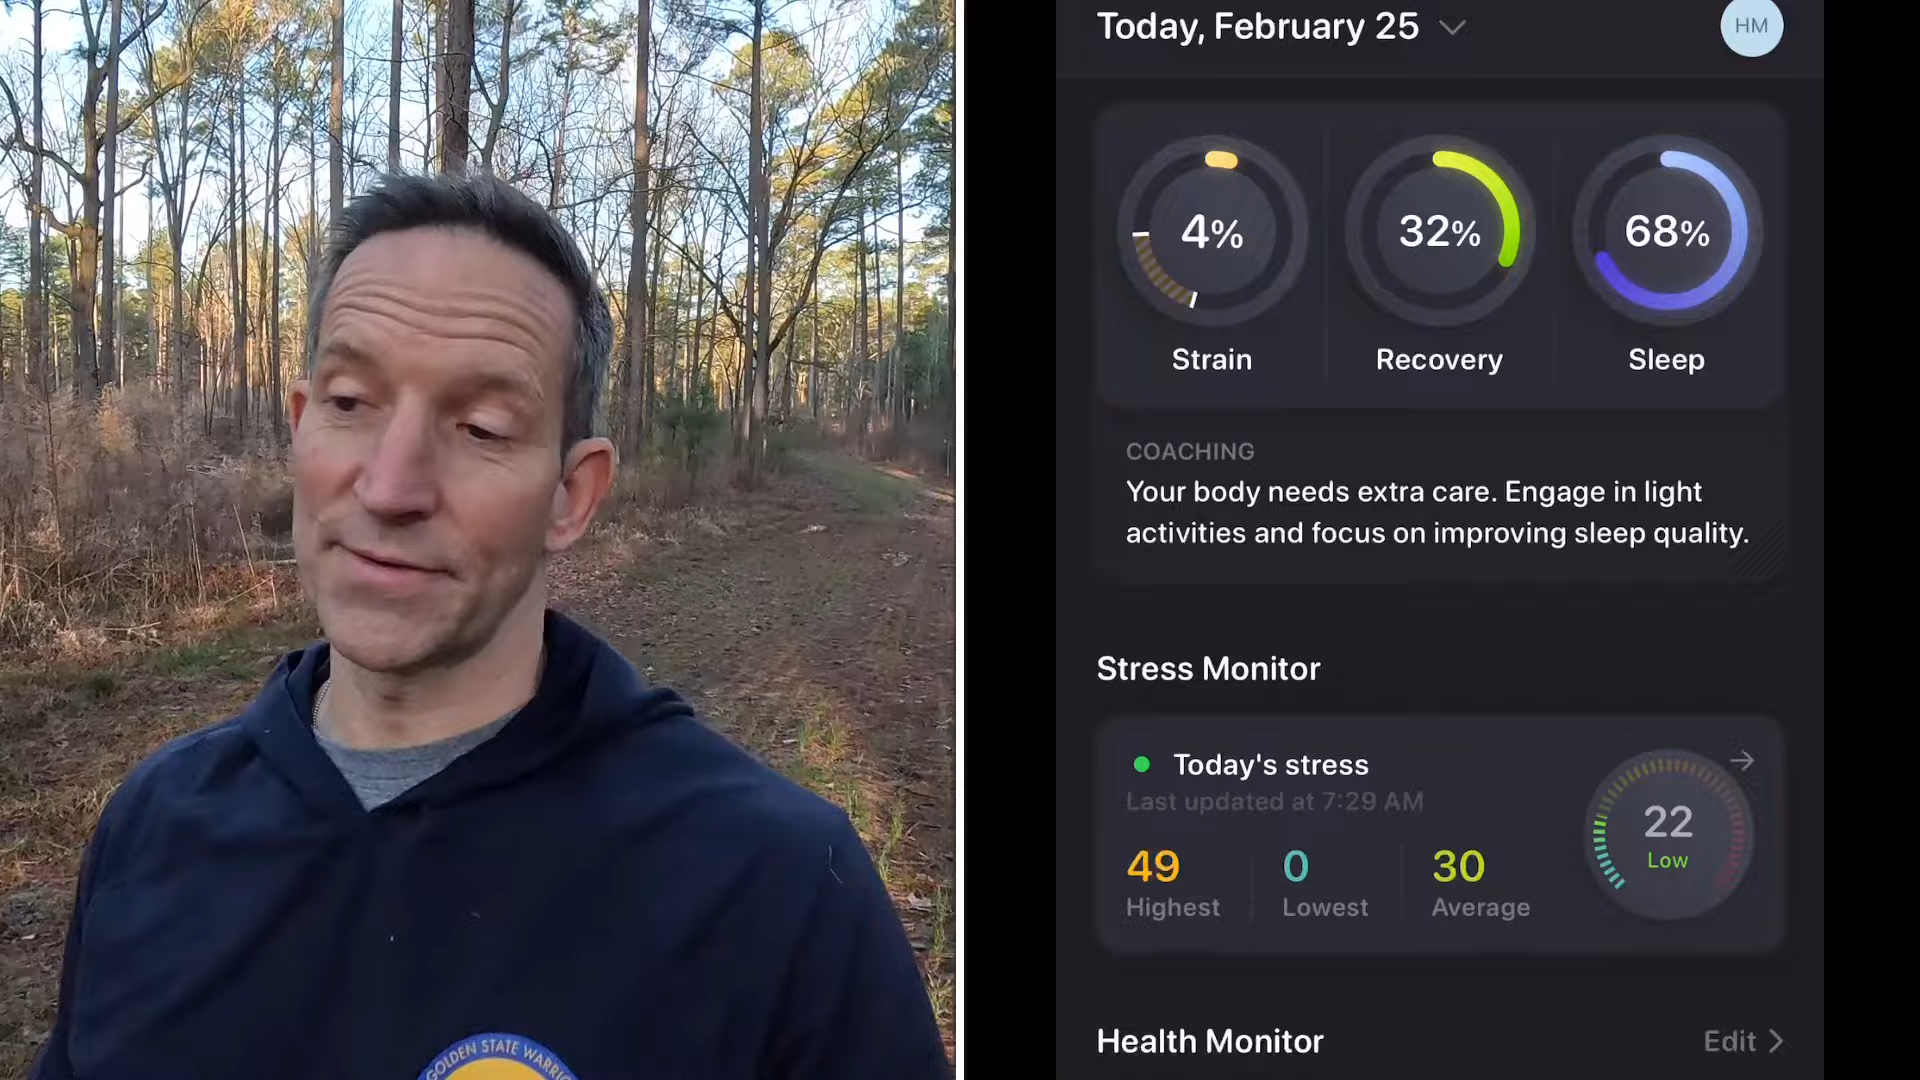 Today, February 25
HM
4%
32%
68%
Strain
Recovery
Sleep
COACHING
Your body needs extra care. Engage in light
activities and focus on improving sleep quality.
Stress Monitor
Today's stress
Last updated at 7:29 AM
22
Low
49
0
30
Highest
Lowest
Average
Health Monitor
Edit
GOLDEN STATE WARRI